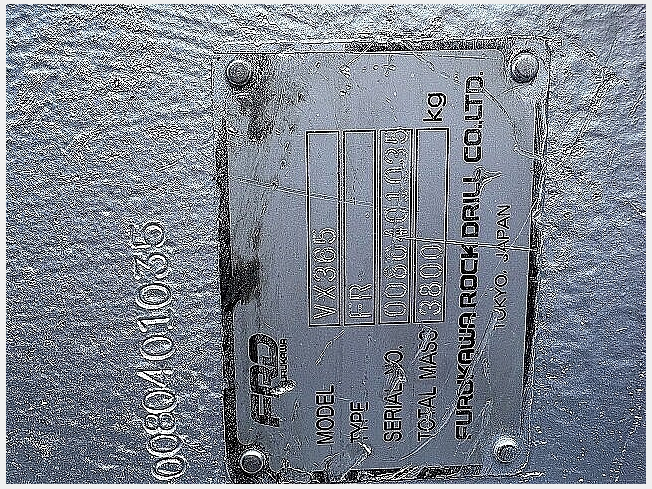 FRD
FURUKAWA
MODEL VX365
TYPE FR
SERIAL NO.
TOTAL MASS 3800 kg
FURUKAWA ROCK DRILL CO.,LTD.
TOKYO, JAPAN